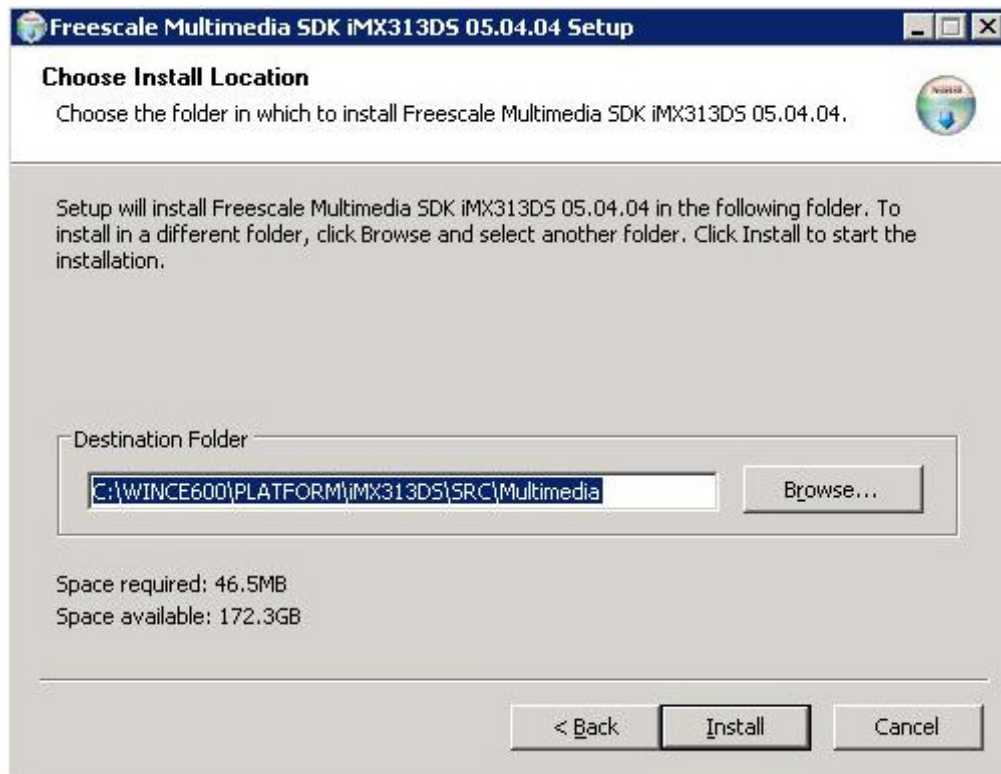 Freescale Multimedia SDK iMX313DS 05.04.04 Setup
Choose Install Location
Choose the folder in which to install Freescale Multimedia SDK iMX313DS 05.04.04.
Setup will install Freescale Multimedia SDK iMX313DS 05.04.04 in the following folder. To
install in a different folder, click Browse and select another folder. Click Install to start the
installation.
Destination Folder
C:\WINCE600\PLATFORM\iMX313DS\SRC\Multimedia
Browse...
Space required: 46.5MB
Space available: 172.3GB
< Back
Install
Cancel